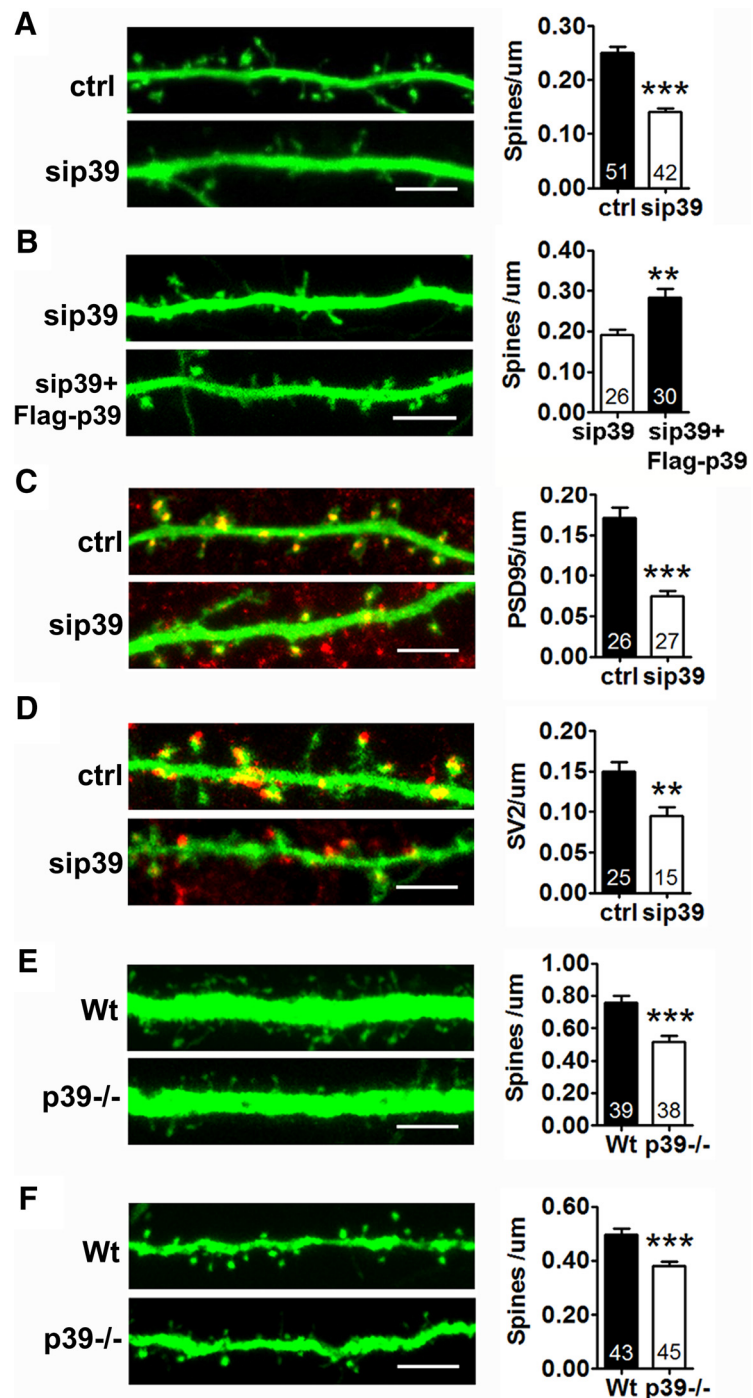 A
ctrl
sip39
Spines/um
0.30
0.20
0.10
0.00
***
51
42
ctrl sip39
B
sip39
sip39+
Flag-p39
Spines /um
0.40
0.30
0.20
0.10
0.00
**
26
30
sip39
sip39+
Flag-p39
C
ctrl
sip39
PSD95/um
0.20
0.15
0.10
0.05
0.00
***
26
27
ctrl sip39
D
ctrl
sip39
SV2/um
0.20
0.15
0.10
0.05
0.00
**
25
15
ctrl sip39
E
Wt
p39-/-
Spines /um
1.00
0.80
0.60
0.40
0.20
0.00
***
39
38
Wt p39-/-
F
Wt
p39-/-
Spines /um
0.60
0.40
0.20
0.00
***
43
45
Wt p39-/-